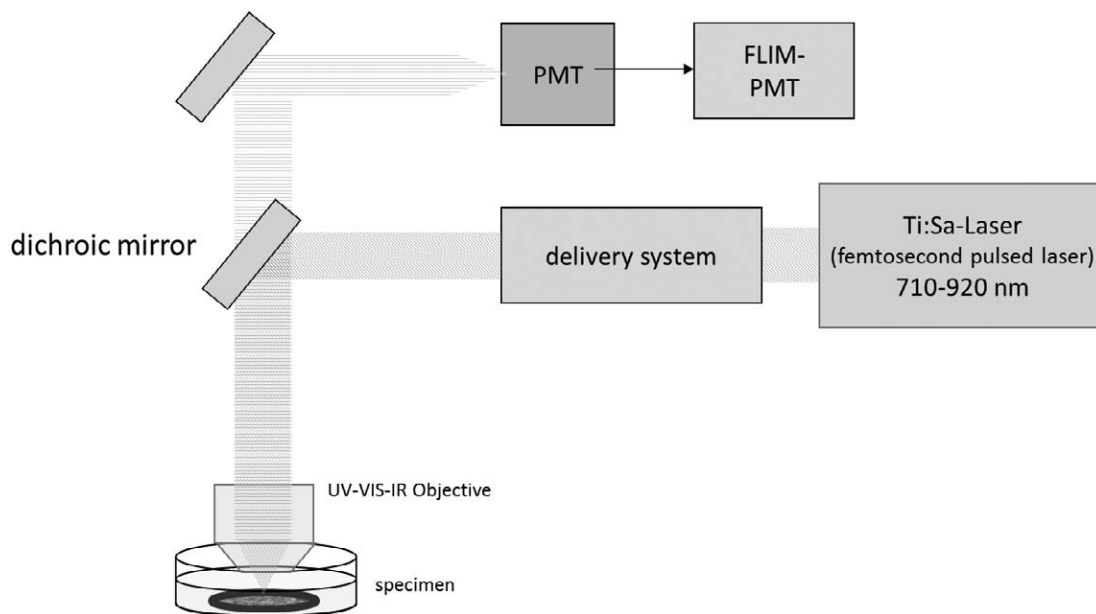 PMT
FLIM-
PMT
dichroic mirror
delivery system
Ti:Sa-Laser
(femtosecond pulsed laser)
710-920 nm
UV-VIS-IR Objective
specimen